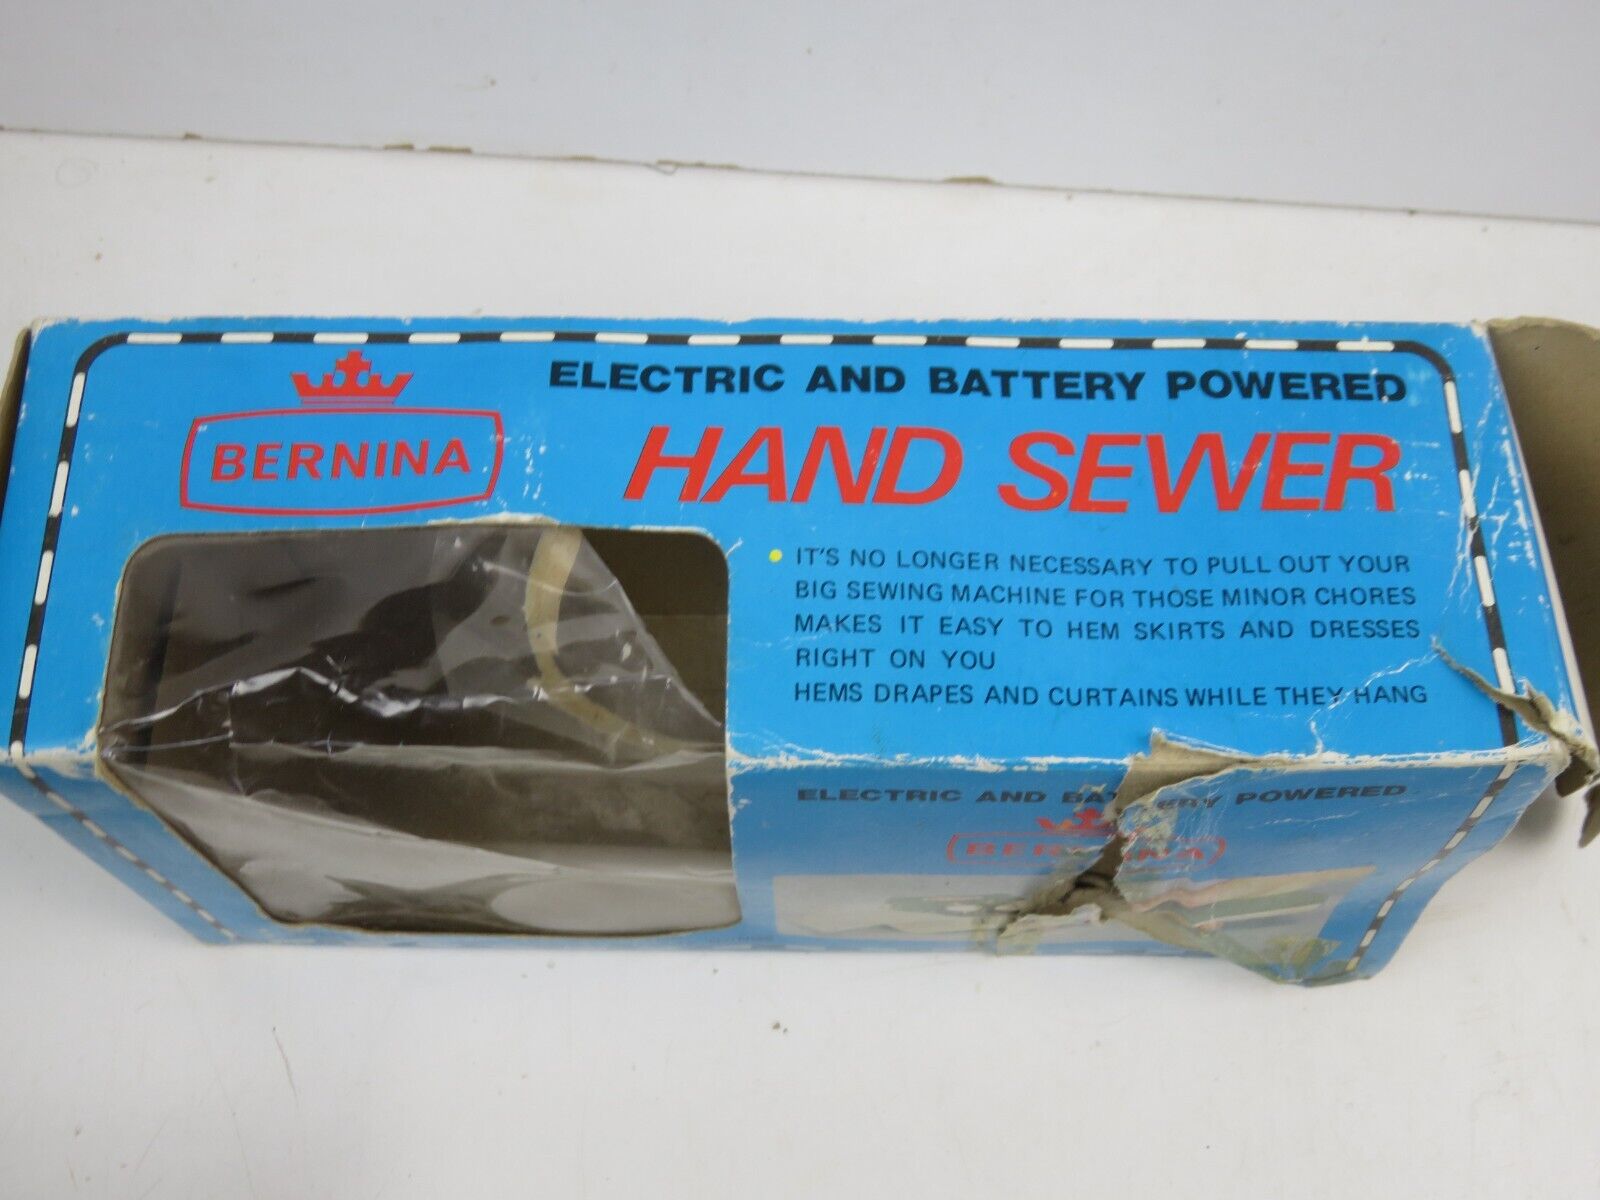 BERNINA
ELECTRIC AND BATTERY POWERED
HAND SEWER
• IT'S NO LONGER NECESSARY TO PULL OUT YOUR
BIG SEWING MACHINE FOR THOSE MINOR CHORES
MAKES IT EASY TO HEM SKIRTS AND DRESSES
RIGHT ON YOU
HEMS DRAPES AND CURTAINS WHILE THEY HANG
ELECTRIC AND BATTERY POWERED
BERNINA